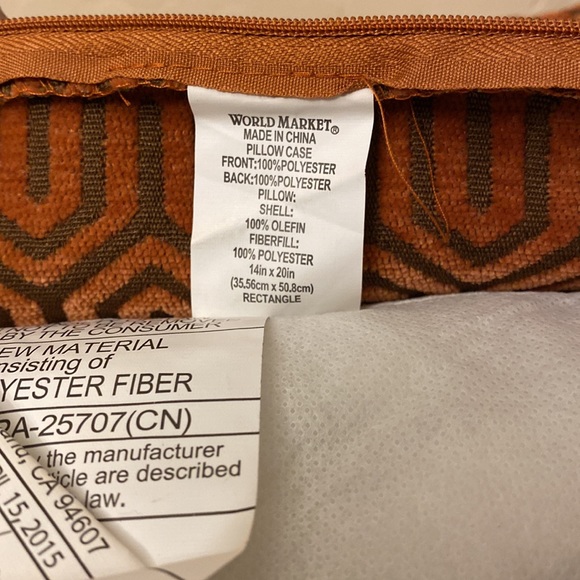 WORLD MARKET®
MADE IN CHINA
PILLOW CASE
FRONT:100%POLYESTER
BACK:100%POLYESTER
PILLOW:
SHELL:
100% OLEFIN
FIBERFILL:
100% POLYESTER
14in x 20in
(35.56cm x 50.8cm)
RECTANGLE
BY THE CONSUMER
EW MATERIAL
nsisting of
YESTER FIBER
RA-25707(CN)
the manufacturer
icle are described
law.
CA 94607
15,2015